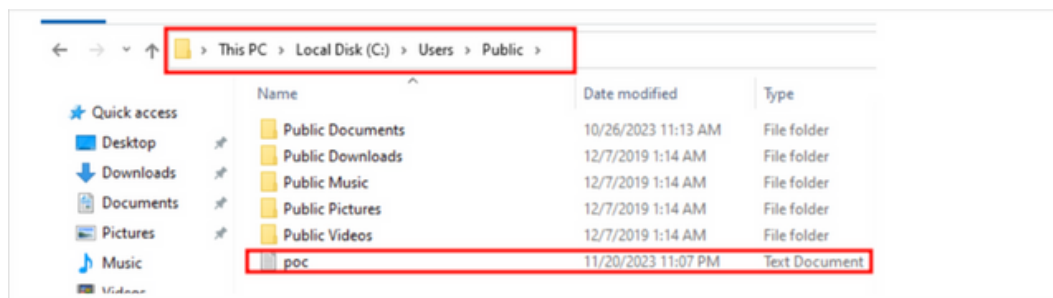 This PC > Local Disk (C:) > Users > Public >
Name Date modified Type
Quick access
Desktop
Downloads
Documents
Pictures
Music
Videos
Public Documents 10/26/2023 11:13 AM File folder
Public Downloads 12/7/2019 1:14 AM File folder
Public Music 12/7/2019 1:14 AM File folder
Public Pictures 12/7/2019 1:14 AM File folder
Public Videos 12/7/2019 1:14 AM File folder
poc 11/20/2023 11:07 PM Text Document